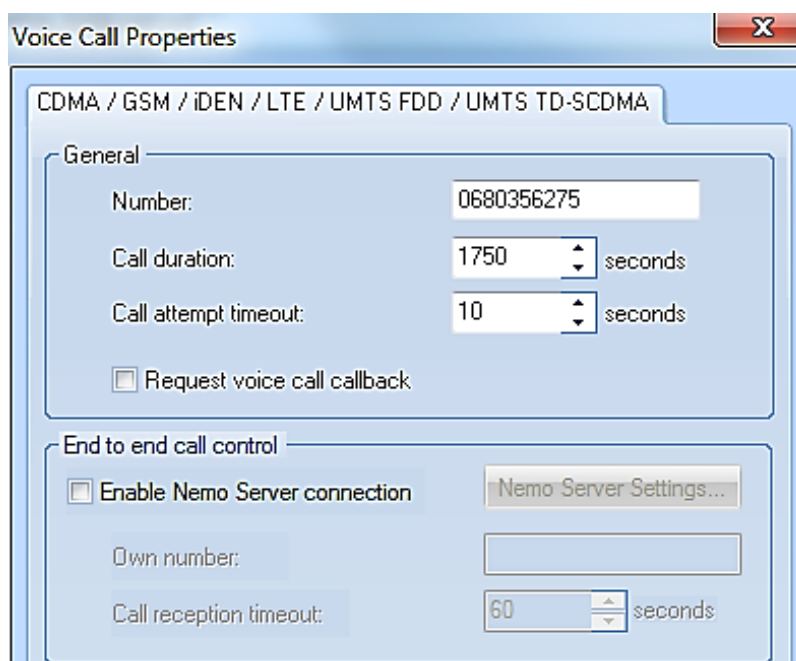 Voice Call Properties
CDMA / GSM / iDEN / LTE / UMTS FDD / UMTS TD-SCDMA
General
Number: 0680356275
Call duration: 1750 seconds
Call attempt timeout: 10 seconds
Request voice call callback
End to end call control
Enable Nemo Server connection Nemo Server Settings...
Own number:
Call reception timeout: 60 seconds